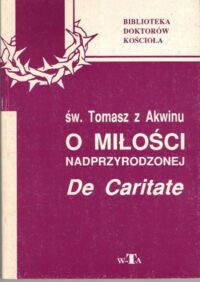 BIBLIOTEKA
DOKTORÓW
KOŚCIOŁA
św. Tomasz z Akwinu
O MIŁOŚCI
NADPRZYRODZONEJ
De Caritate
W-TA